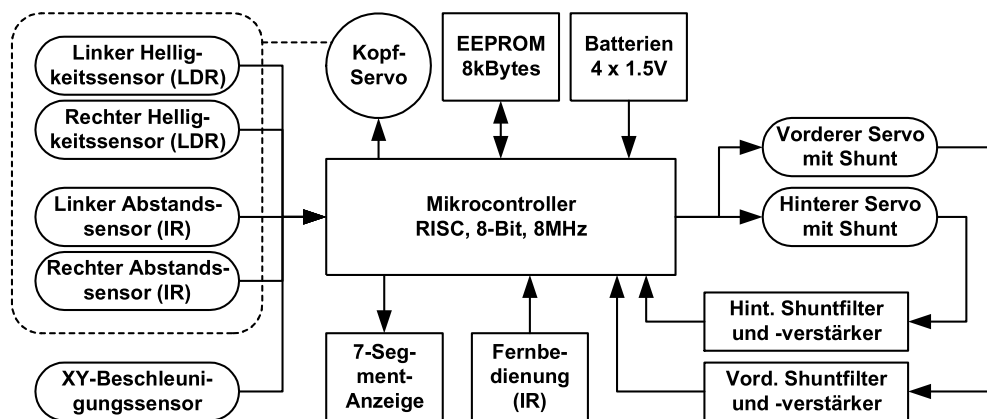 Linker Hellig-
keitssensor (LDR)
Rechter Hellig-
keitssensor (LDR)
Linker Abstands-
sensor (IR)
Rechter Abstands-
sensor (IR)
XY-Beschleuni-
gungssensor
Kopf-
Servo
EEPROM
8kBytes
Batterien
4 x 1.5V
Mikrocontroller
RISC, 8-Bit, 8MHz
7-Seg-
ment-
Anzeige
Fernbe-
dienung
(IR)
Vorderer Servo
mit Shunt
Hinterer Servo
mit Shunt
Hint. Shuntfilter
und -verstärker
Vord. Shuntfilter
und -verstärker